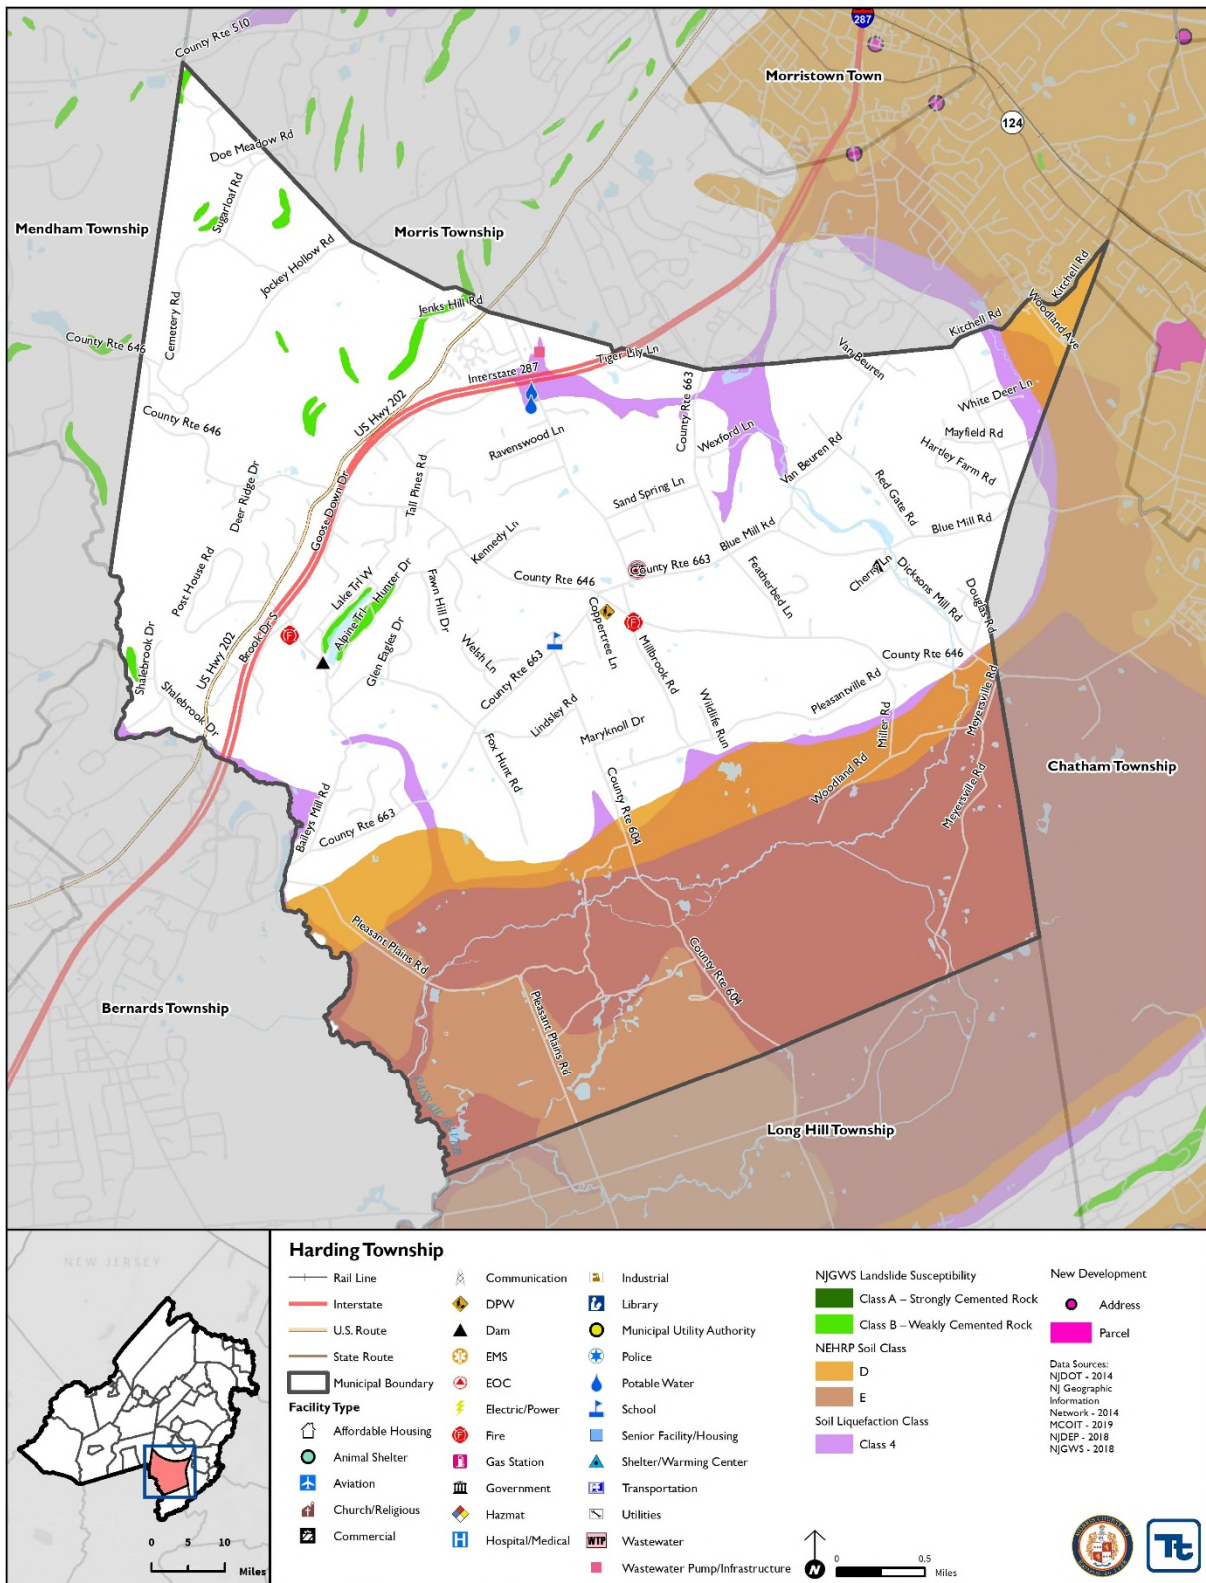 County Rte 510
287
Morristown Town
124
Doe Meadow Rd
Sugarloaf Rd
Mendham Township
Morris Township
Jockey Hollow Rd
Kitchell Rd
Woodland Ave
Jenks Hill Rd
Cemetery Rd
County Rte 646
Kitchell Rd
Tiger Lily Ln
Interstate 287
Van Beuren
County Rte 663
White Deer Ln
US Hwy 202
County Rte 646
Ravenswood Ln
Wexford Ln
Mayfield Rd
Hartley Farm Rd
Van Beuren Rd
Tall Pines Rd
Deer Ridge Dr
Goose Down Dr
Sand Spring Ln
Red Gate Rd
Blue Mill Rd
Blue Mill Rd
Kennedy Ln
Post House Rd
Lake Trl W
Hunter Dr
Fawn Hill Dr
County Rte 646
County Rte 663
Featherbed Ln
Cherry Ln
Dicksons Mill Rd
Douglas Rd
Alpine Trl
Coppertree Ln
Brook Dr S
Glen Eagles Dr
Welsh Ln
County Rte 663
Millbrook Rd
County Rte 646
Shalebrook Dr
US Hwy 202
Shalebrook Dr
Lindsley Rd
Wildlife Run
Pleasantville Rd
Miller Rd
Meyersville Rd
Maryknoll Dr
Fox Hunt Rd
Woodland Rd
Chatham Township
Baileys Mill Rd
County Rte 663
County Rte 604
Meyersville Rd
Pleasant Plains Rd
County Rte 604
Bernards Township
Pleasant Plains Rd
PASSAIC RIVER
Long Hill Township
NEW JERSEY
0 5 10
Miles
Harding Township
Rail Line
Interstate
U.S. Route
State Route
Municipal Boundary
Facility Type
Affordable Housing
Animal Shelter
Aviation
Church/Religious
Commercial
Communication
DPW
Dam
EMS
EOC
Electric/Power
Fire
Gas Station
Government
Hazmat
Hospital/Medical
Industrial
Library
Municipal Utility Authority
Police
Potable Water
School
Senior Facility/Housing
Shelter/Warming Center
Transportation
Utilities
WTP Wastewater
Wastewater Pump/Infrastructure
NJGWS Landslide Susceptibility
Class A – Strongly Cemented Rock
Class B – Weakly Cemented Rock
NEHRP Soil Class
D
E
Soil Liquefaction Class
Class 4
New Development
Address
Parcel
Data Sources:
NJDOT - 2014
NJ Geographic
Information
Network - 2014
MCOIT - 2019
NJDEP - 2018
NJGWS - 2018
N
0 0.5
Miles
Tt